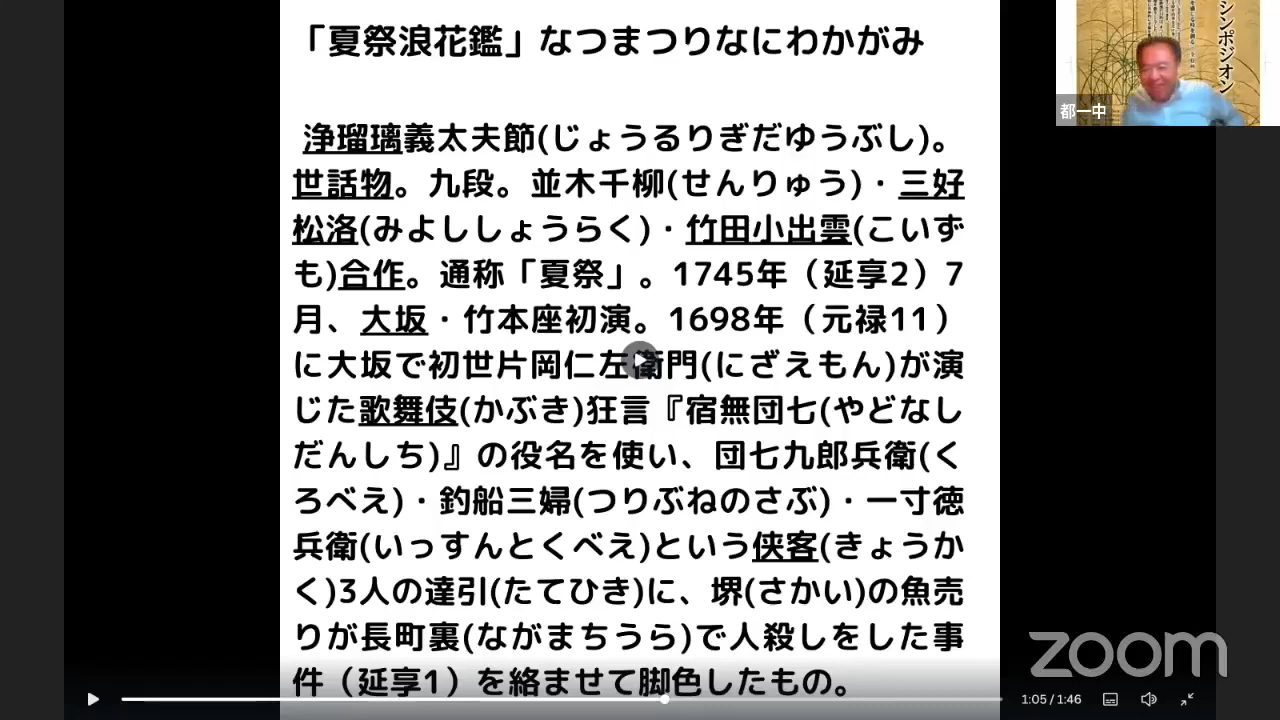 「夏祭浪花鑑」なつまつりなにわかがみ
浄瑠璃義太夫節(じょうるりぎだゆうぶし)。
世話物。九段。並木千柳(せんりゅう)・三好
松洛(みよししょうらく)・竹田小出雲(こいず
も)合作。通称「夏祭」。1745年（延享2）7
月、大坂・竹本座初演。1698年（元禄11）
に大坂で初世片岡仁左衛門(にざえもん)が演
じた歌舞伎(かぶき)狂言『宿無団七(やどなし
だんしち)』の役名を使い、団七九郎兵衛(く
ろべえ)・釣船三婦(つりぶねのさぶ)・一寸徳
兵衛(いっすんとくべえ)という侠客(きょうか
く)3人の達引(たてひき)に、堺(さかい)の魚売
りが長町裏(ながまちうら)で人殺しをした事
件（延享1）を絡ませて脚色したもの。
シンポジオン
都一中
zoom
1:05 / 1:46